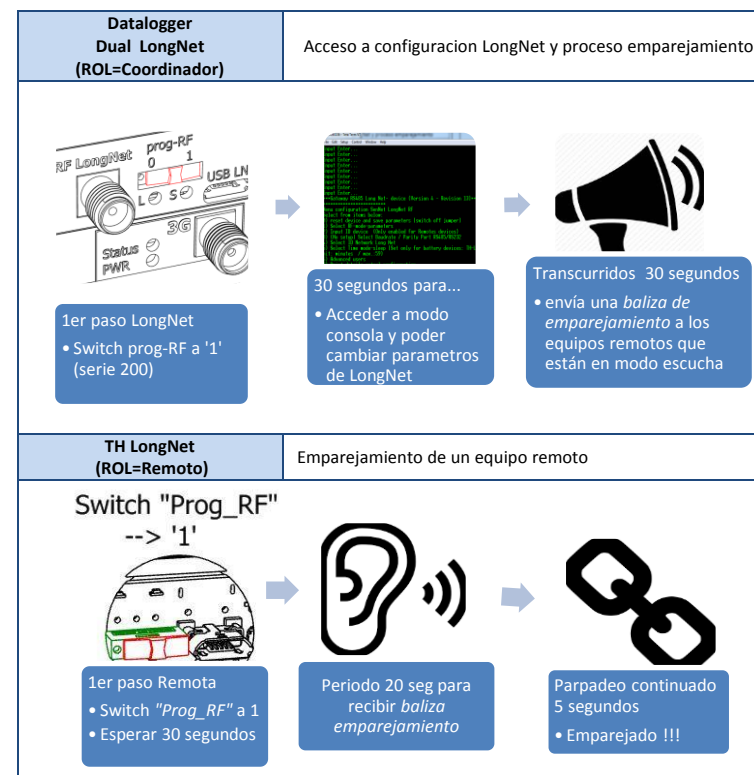 Datalogger
Dual LongNet
(ROL=Coordinador)
Acceso a configuracion LongNet y proceso emparejamiento
RF LongNet
prog-RF
0 1
USB LN
L S
3G
Status
PWR
1er paso LongNet
• Switch prog-RF a '1'
(serie 200)
30 segundos para...
• Acceder a modo
consola y poder
cambiar parametros
de LongNet
Transcurridos 30 segundos
• envía una baliza de
emparejamiento a los
equipos remotos que
están en modo escucha
TH LongNet
(ROL=Remoto)
Emparejamiento de un equipo remoto
Switch "Prog_RF"
--> '1'
1er paso Remota
• Switch "Prog_RF" a 1
• Esperar 30 segundos
Periodo 20 seg para
recibir baliza
emparejamiento
Parpadeo continuado
5 segundos
• Emparejado !!!